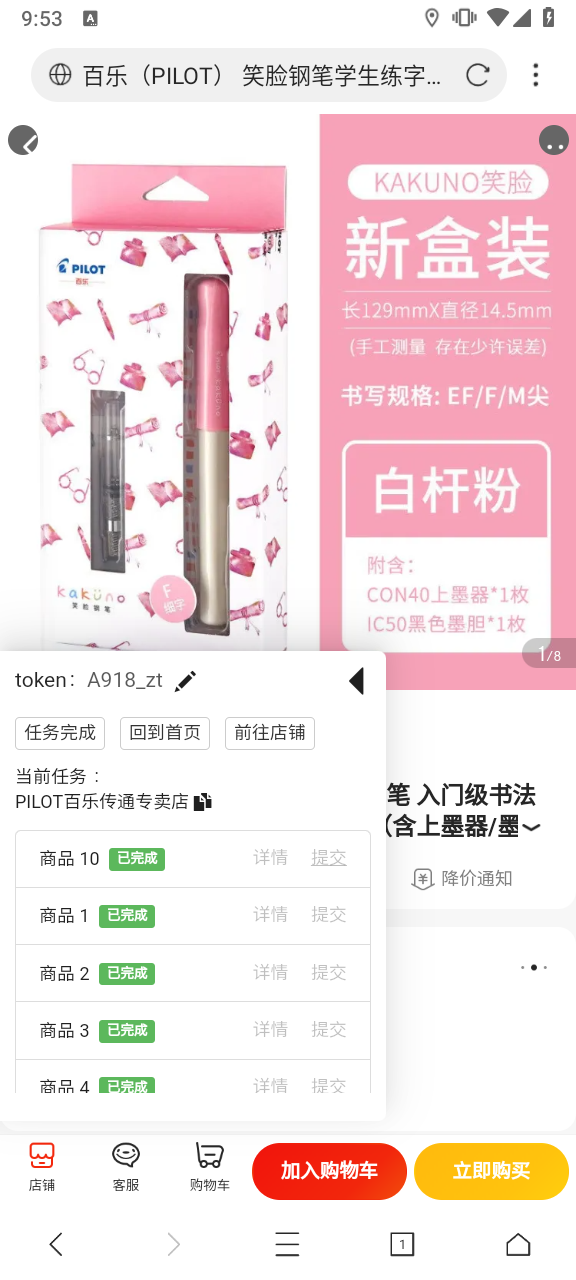 9:53
百乐（PILOT） 笑脸钢笔学生练字...
KAKUNO笑脸
新盒装
长129mmX直径14.5mm
(手工测量 存在少许误差)
书写规格: EF/F/M尖
白杆粉
附含：
CON40上墨器*1枚
IC50黑色墨胆*1枚
PILOT
百乐
kakuno
笑脸钢笔
F
细字
1/8
token： A918_zt
任务完成
回到首页
前往店铺
当前任务 ：
PILOT百乐传通专卖店
商品 10 已完成 详情 提交
商品 1 已完成 详情 提交
商品 2 已完成 详情 提交
商品 3 已完成 详情 提交
商品 4 已完成 详情 提交
笔 入门级书法
（含上墨器/墨
降价通知
店铺
客服
购物车
加入购物车
立即购买
1